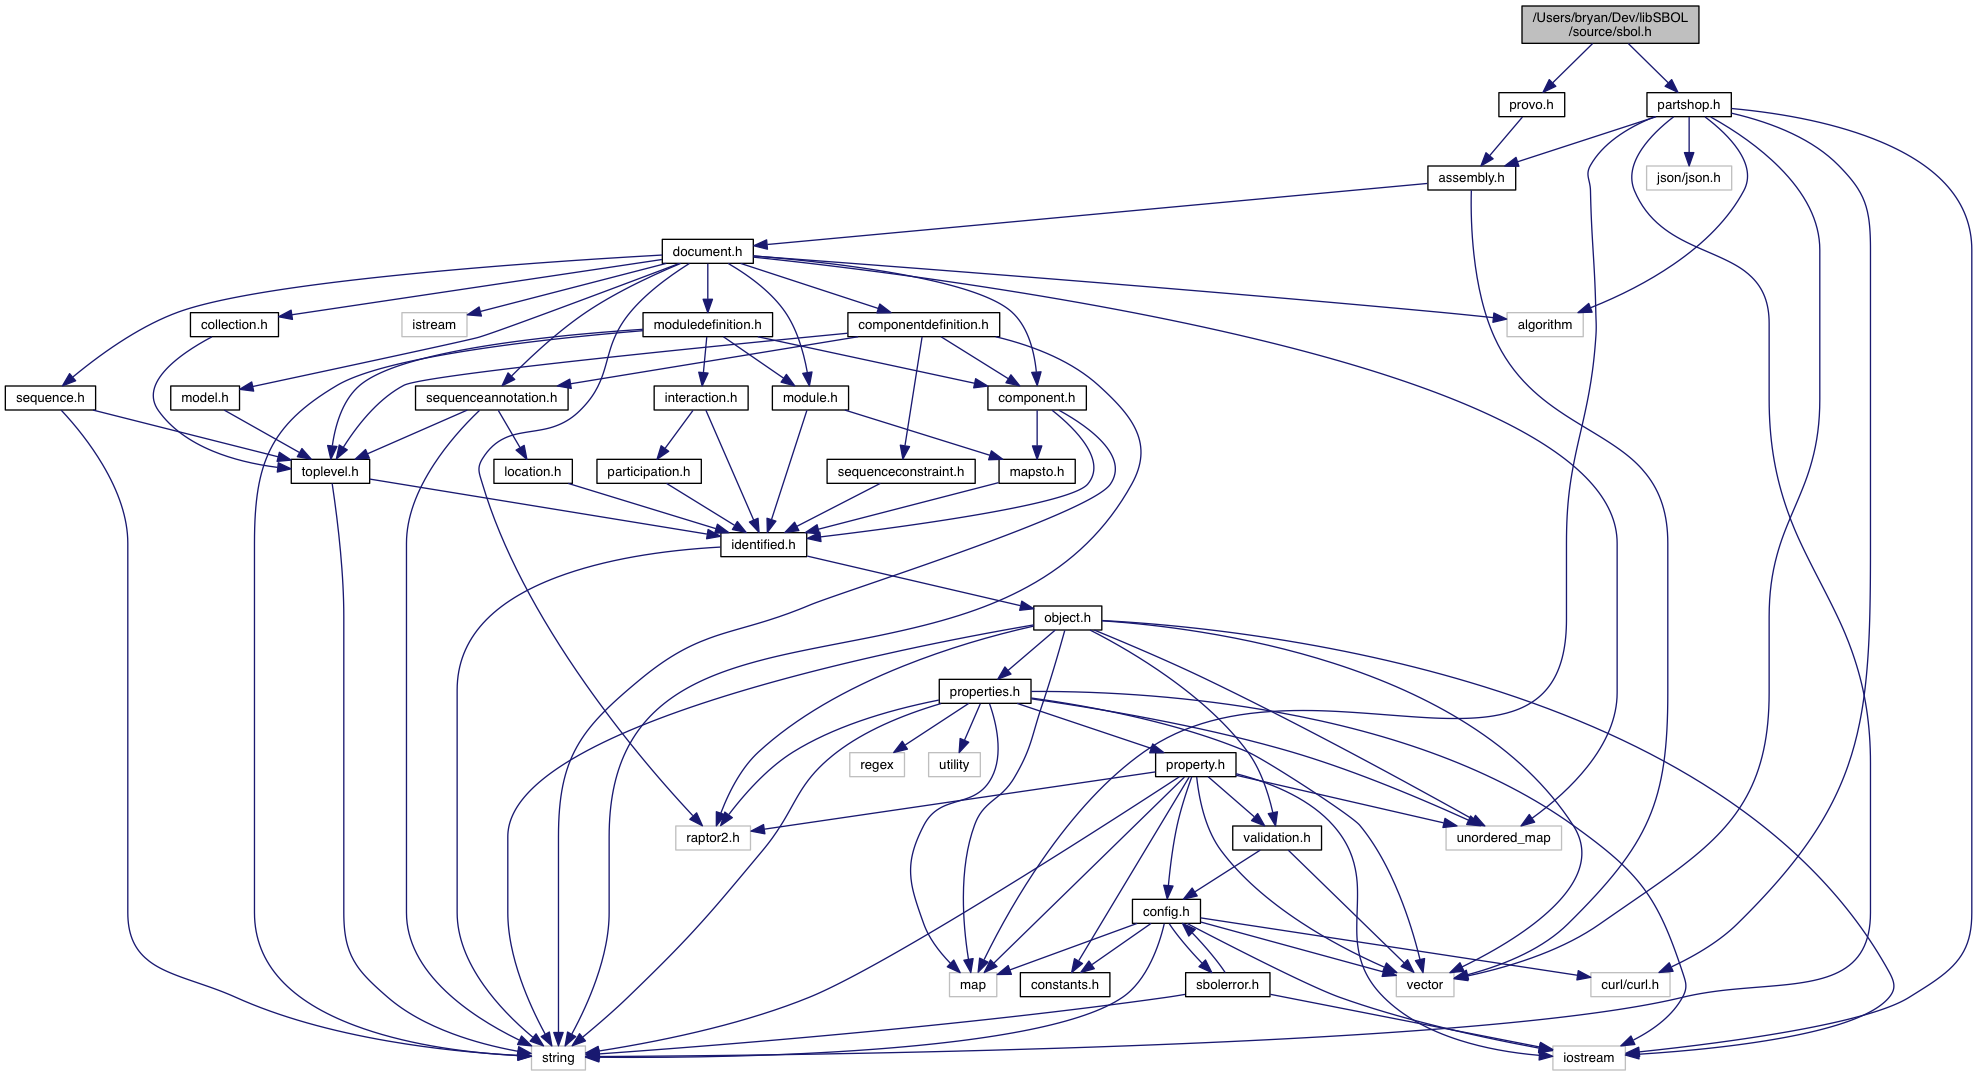 /Users/bryan/Dev/libSBOL
/source/sbol.h
provo.h
partshop.h
assembly.h
json/json.h
document.h
collection.h
istream
moduledefinition.h
componentdefinition.h
algorithm
sequence.h
model.h
sequenceannotation.h
interaction.h
module.h
component.h
toplevel.h
location.h
participation.h
sequenceconstraint.h
mapsto.h
identified.h
object.h
properties.h
regex
utility
property.h
raptor2.h
validation.h
unordered_map
config.h
map
constants.h
sbolerror.h
vector
curl/curl.h
string
iostream